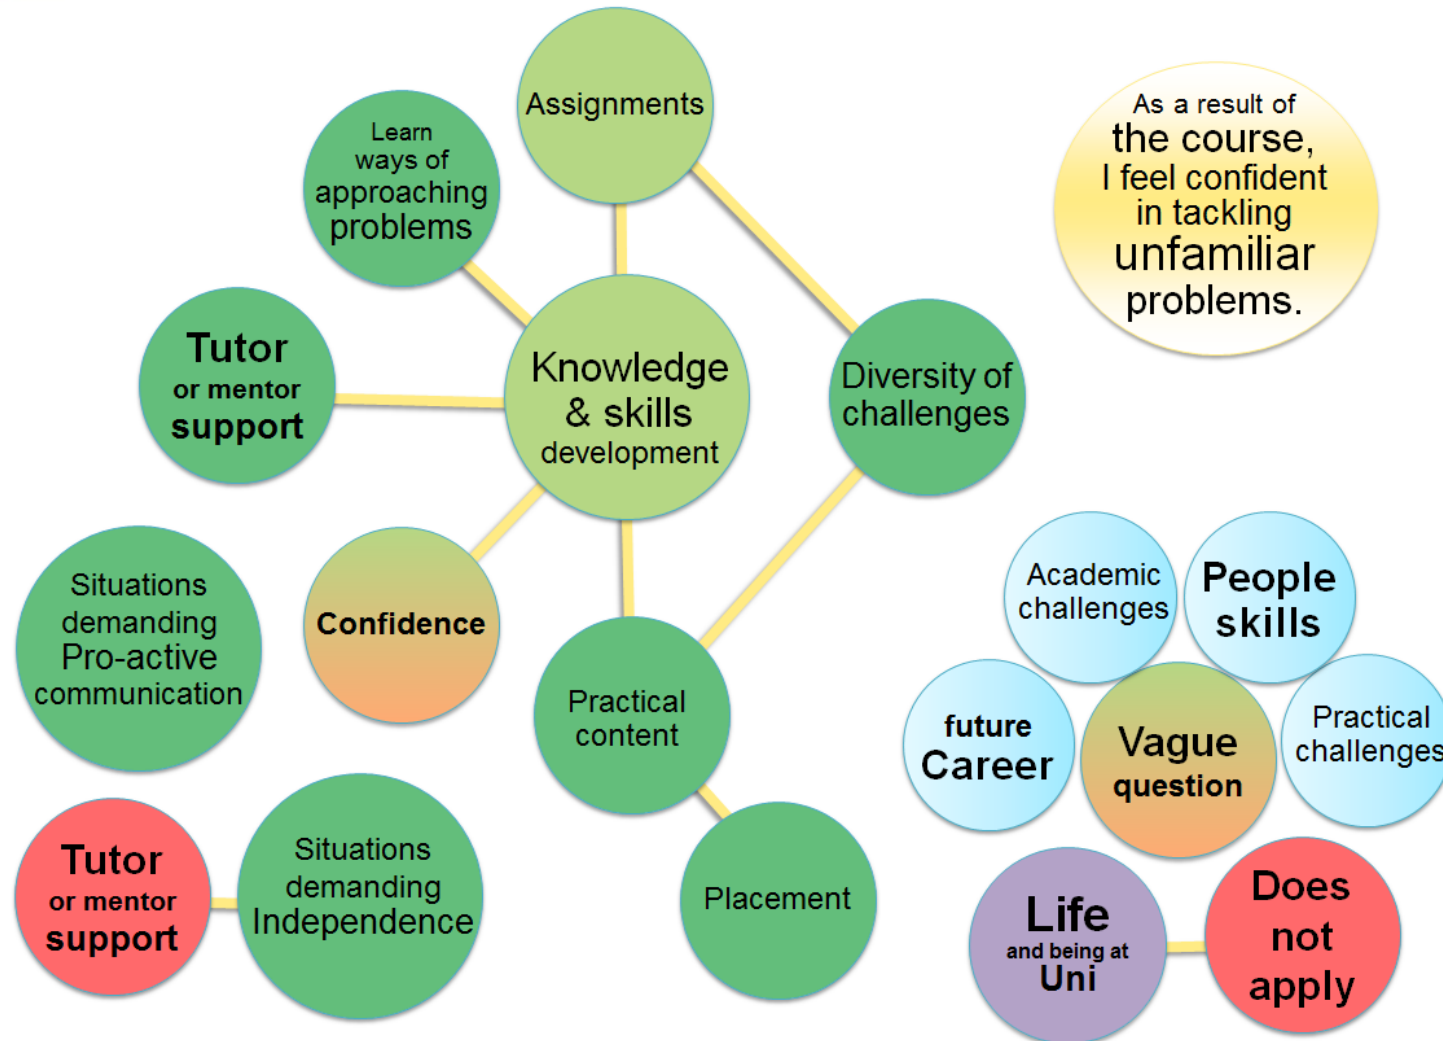 Assignments
As a result of
the course,
I feel confident
in tackling
unfamiliar
problems.
Learn
ways of
approaching
problems
Tutor
or mentor
support
Knowledge
& skills
development
Diversity of
challenges
Situations
demanding
Pro-active
communication
Confidence
Practical
content
Academic
challenges
People
skills
future
Career
Vague
question
Practical
challenges
Tutor
or mentor
support
Situations
demanding
Independence
Placement
Life
and being at
Uni
Does
not
apply